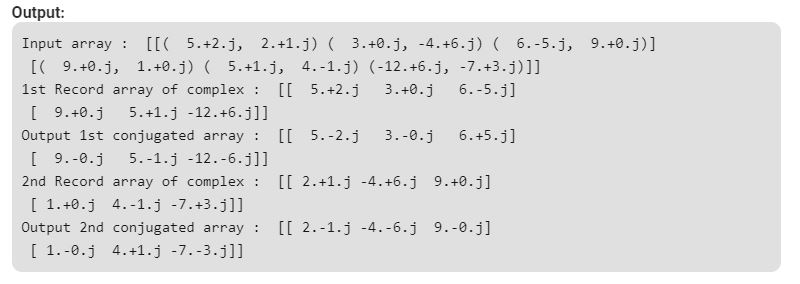 Output:
Input array :  [[(  5.+2.j,  2.+1.j) (  3.+0.j, -4.+6.j) (  6.-5.j,  9.+0.j)]
 [(  9.+0.j,  1.+0.j) (  5.+1.j,  4.-1.j) (-12.+6.j, -7.+3.j)]]
1st Record array of complex :  [[  5.+2.j   3.+0.j   6.-5.j]
 [  9.+0.j   5.+1.j -12.+6.j]]
Output 1st conjugated array :  [[  5.-2.j   3.-0.j   6.+5.j]
 [  9.-0.j   5.-1.j -12.-6.j]]
2nd Record array of complex :  [[ 2.+1.j -4.+6.j  9.+0.j]
 [ 1.+0.j  4.-1.j -7.+3.j]]
Output 2nd conjugated array :  [[ 2.-1.j -4.-6.j  9.-0.j]
 [ 1.-0.j  4.+1.j -7.-3.j]]